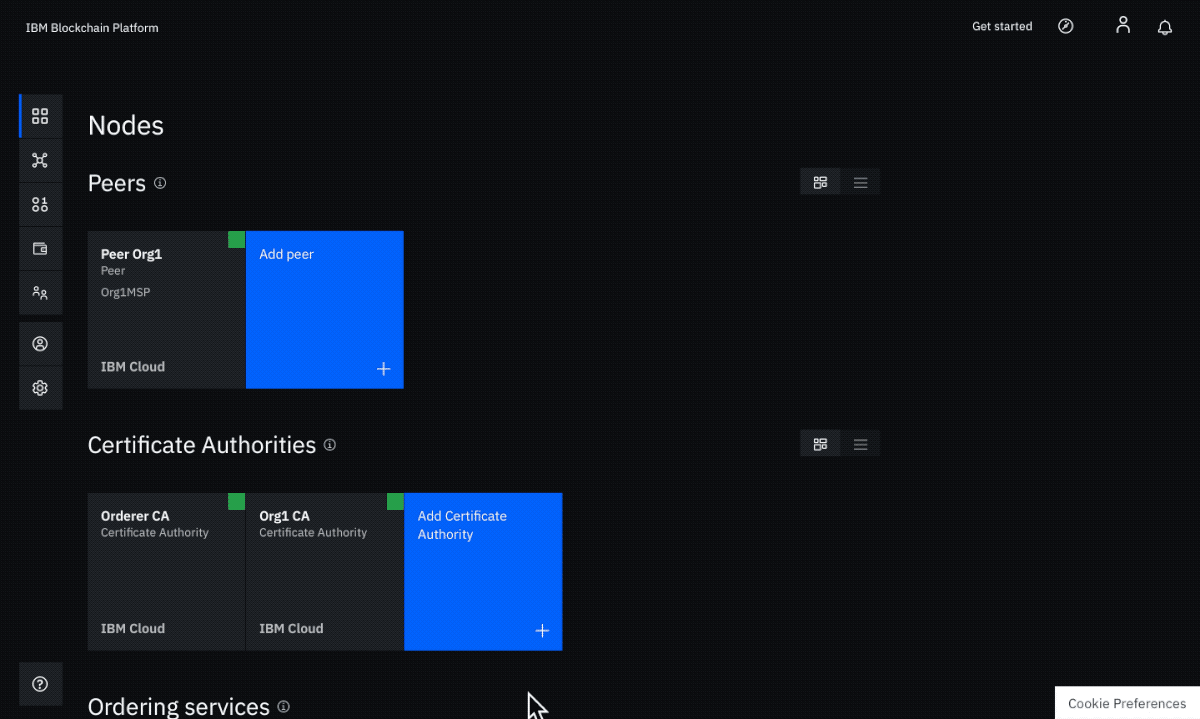 IBM Blockchain Platform
Get started
Nodes
Peers
Peer Org1
Peer
Org1MSP
IBM Cloud
Add peer
Certificate Authorities
Orderer CA
Certificate Authority
IBM Cloud
Org1 CA
Certificate Authority
IBM Cloud
Add Certificate
Authority
Ordering services
Cookie Preferences